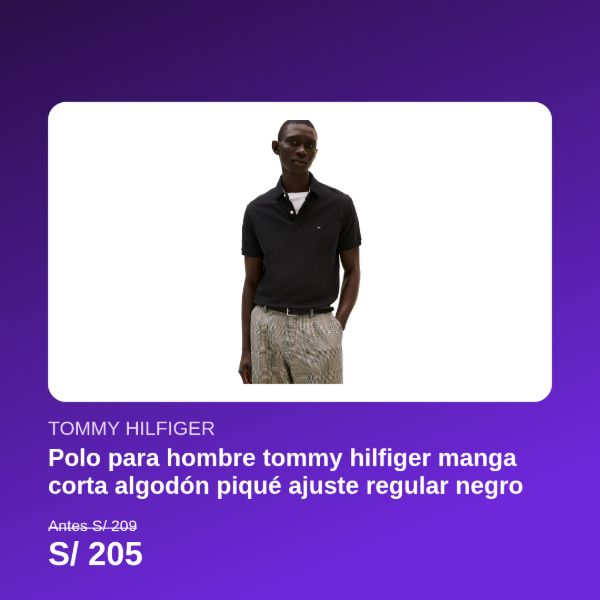 TOMMY HILFIGER
Polo para hombre tommy hilfiger manga
corta algodón piqué ajuste regular negro
Antes S/ 209
S/ 205